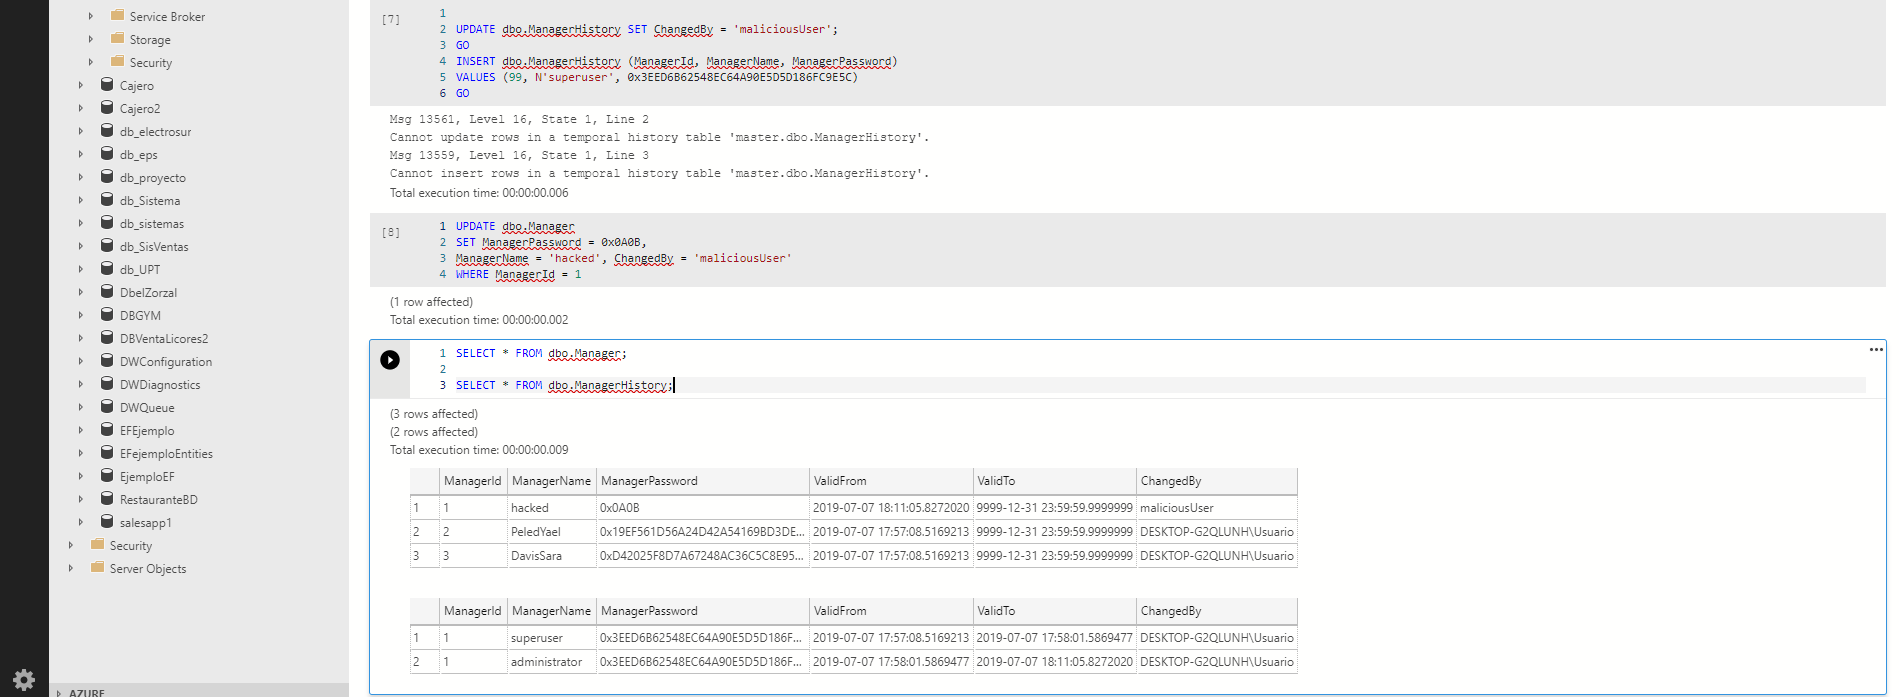 Service Broker
Storage
Security
Cajero
Cajero2
db_electrosur
db_eps
db_proyecto
db_Sistema
db_sistemas
db_SisVentas
db_UPT
DbelZorzal
DBGYM
DBVentaLicores2
DWConfiguration
DWDiagnostics
DWQueue
EFEjemplo
EFejemploEntities
EjemploEF
RestauranteBD
salesapp1
Security
Server Objects
AZURE
[7]
1
2 UPDATE dbo.ManagerHistory SET ChangedBy = 'maliciousUser';
3 GO
4 INSERT dbo.ManagerHistory (ManagerId, ManagerName, ManagerPassword)
5 VALUES (99, N'superuser', 0x3EED6B62548EC64A90E5D5D186FC9E5C)
6 GO
Msg 13561, Level 16, State 1, Line 2
Cannot update rows in a temporal history table 'master.dbo.ManagerHistory'.
Msg 13559, Level 16, State 1, Line 3
Cannot insert rows in a temporal history table 'master.dbo.ManagerHistory'.
Total execution time: 00:00:00.006
[8]
1 UPDATE dbo.Manager
2 SET ManagerPassword = 0x0A0B,
3 ManagerName = 'hacked', ChangedBy = 'maliciousUser'
4 WHERE ManagerId = 1
(1 row affected)
Total execution time: 00:00:00.002
1 SELECT * FROM dbo.Manager;
2
3 SELECT * FROM dbo.ManagerHistory;
(3 rows affected)
(2 rows affected)
Total execution time: 00:00:00.009
ManagerId ManagerName ManagerPassword ValidFrom ValidTo ChangedBy
1 1 hacked 0x0A0B 2019-07-07 18:11:05.8272020 9999-12-31 23:59:59.9999999 maliciousUser
2 2 PeledYael 0x19EF561D56A24D42A54169BD3DE... 2019-07-07 17:57:08.5169213 9999-12-31 23:59:59.9999999 DESKTOP-G2QLUNH\Usuario
3 3 DavisSara 0xD42025F8D7A67248AC36C5C8E95... 2019-07-07 17:57:08.5169213 9999-12-31 23:59:59.9999999 DESKTOP-G2QLUNH\Usuario
ManagerId ManagerName ManagerPassword ValidFrom ValidTo ChangedBy
1 1 superuser 0x3EED6B62548EC64A90E5D5D186F... 2019-07-07 17:57:08.5169213 2019-07-07 17:58:01.5869477 DESKTOP-G2QLUNH\Usuario
2 1 administrator 0x3EED6B62548EC64A90E5D5D186F... 2019-07-07 17:58:01.5869477 2019-07-07 18:11:05.8272020 DESKTOP-G2QLUNH\Usuario